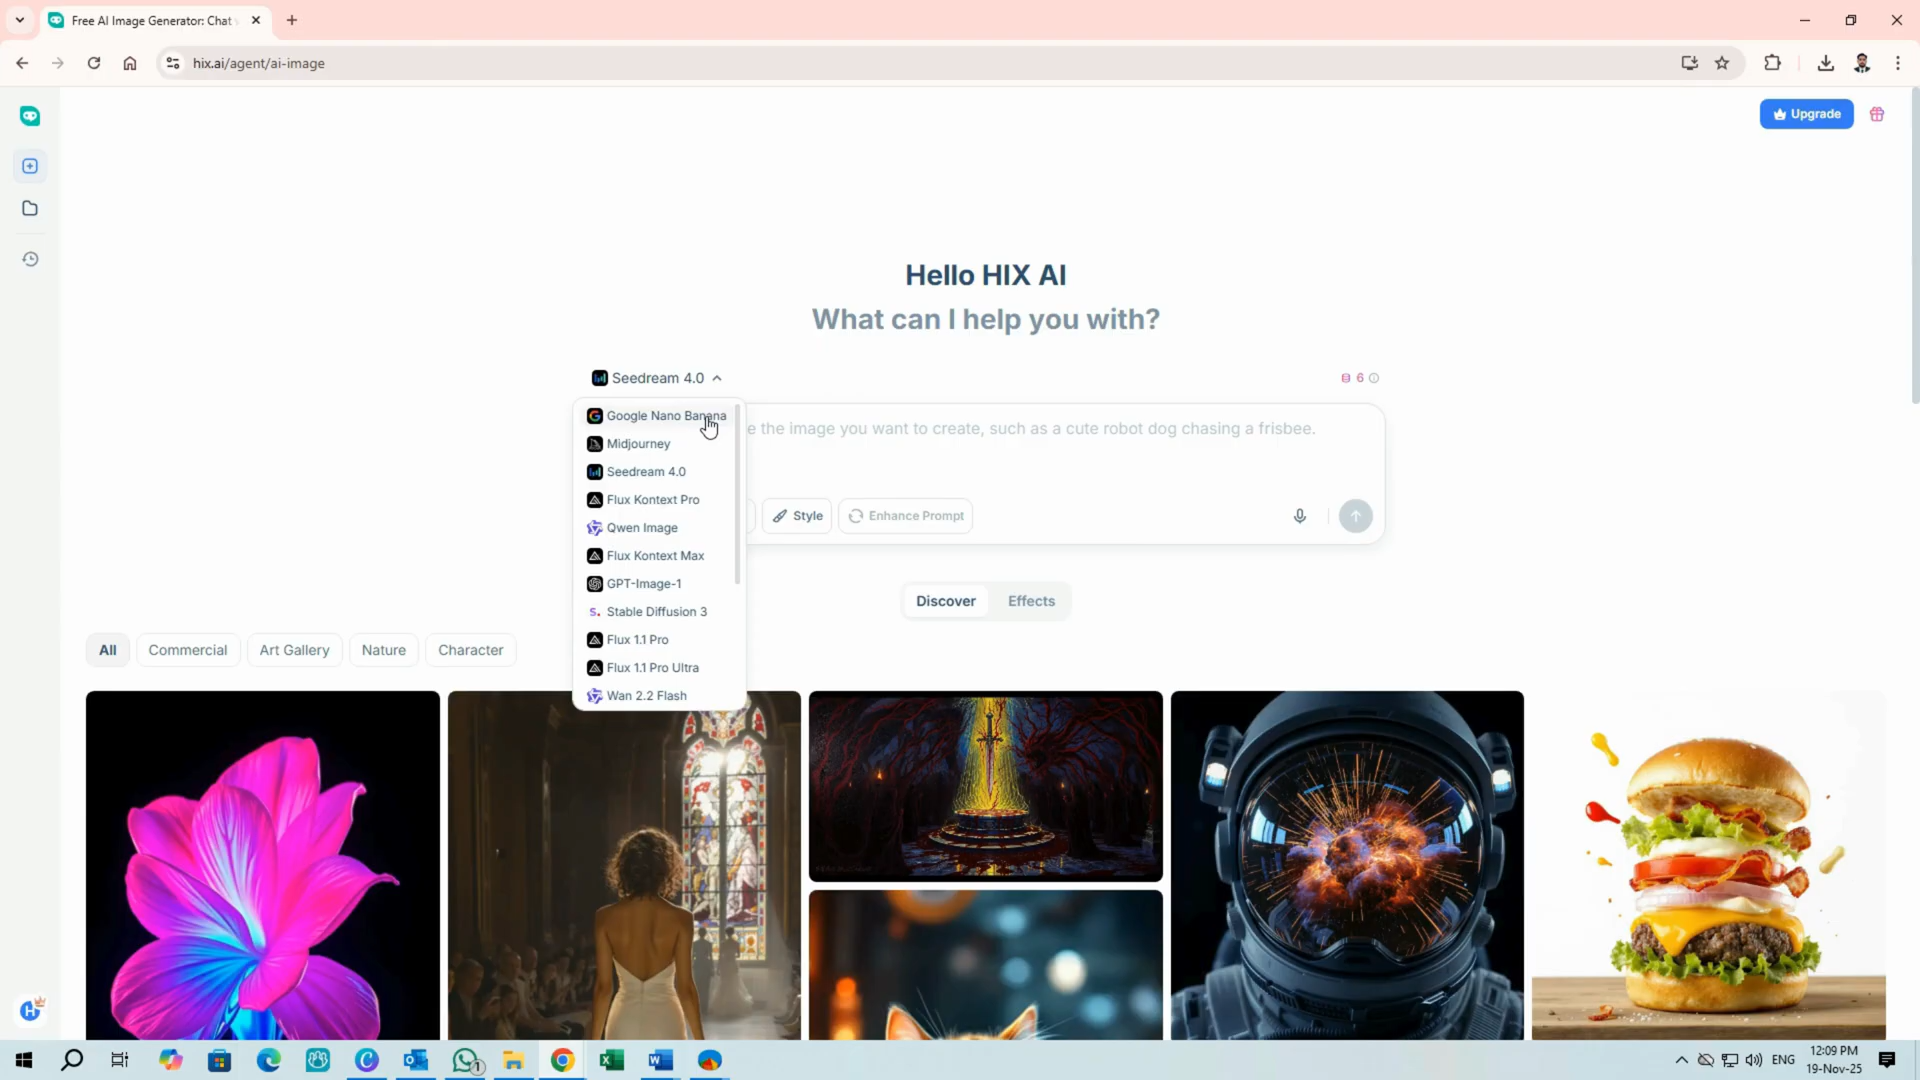 Free AI Image Generator: Chat
hix.ai/agent/ai-image
Upgrade
Hello HIX AI
What can I help you with?
Seedream 4.0
6
Google Nano Banana
Midjourney
Seedream 4.0
Flux Kontext Pro
Qwen Image
Flux Kontext Max
GPT-Image-1
Stable Diffusion 3
Flux 1.1 Pro
Flux 1.1 Pro Ultra
Wan 2.2 Flash
the image you want to create, such as a cute robot dog chasing a frisbee.
Style
Enhance Prompt
Discover
Effects
All
Commercial
Art Gallery
Nature
Character
ENG
12:09 PM
19-Nov-25